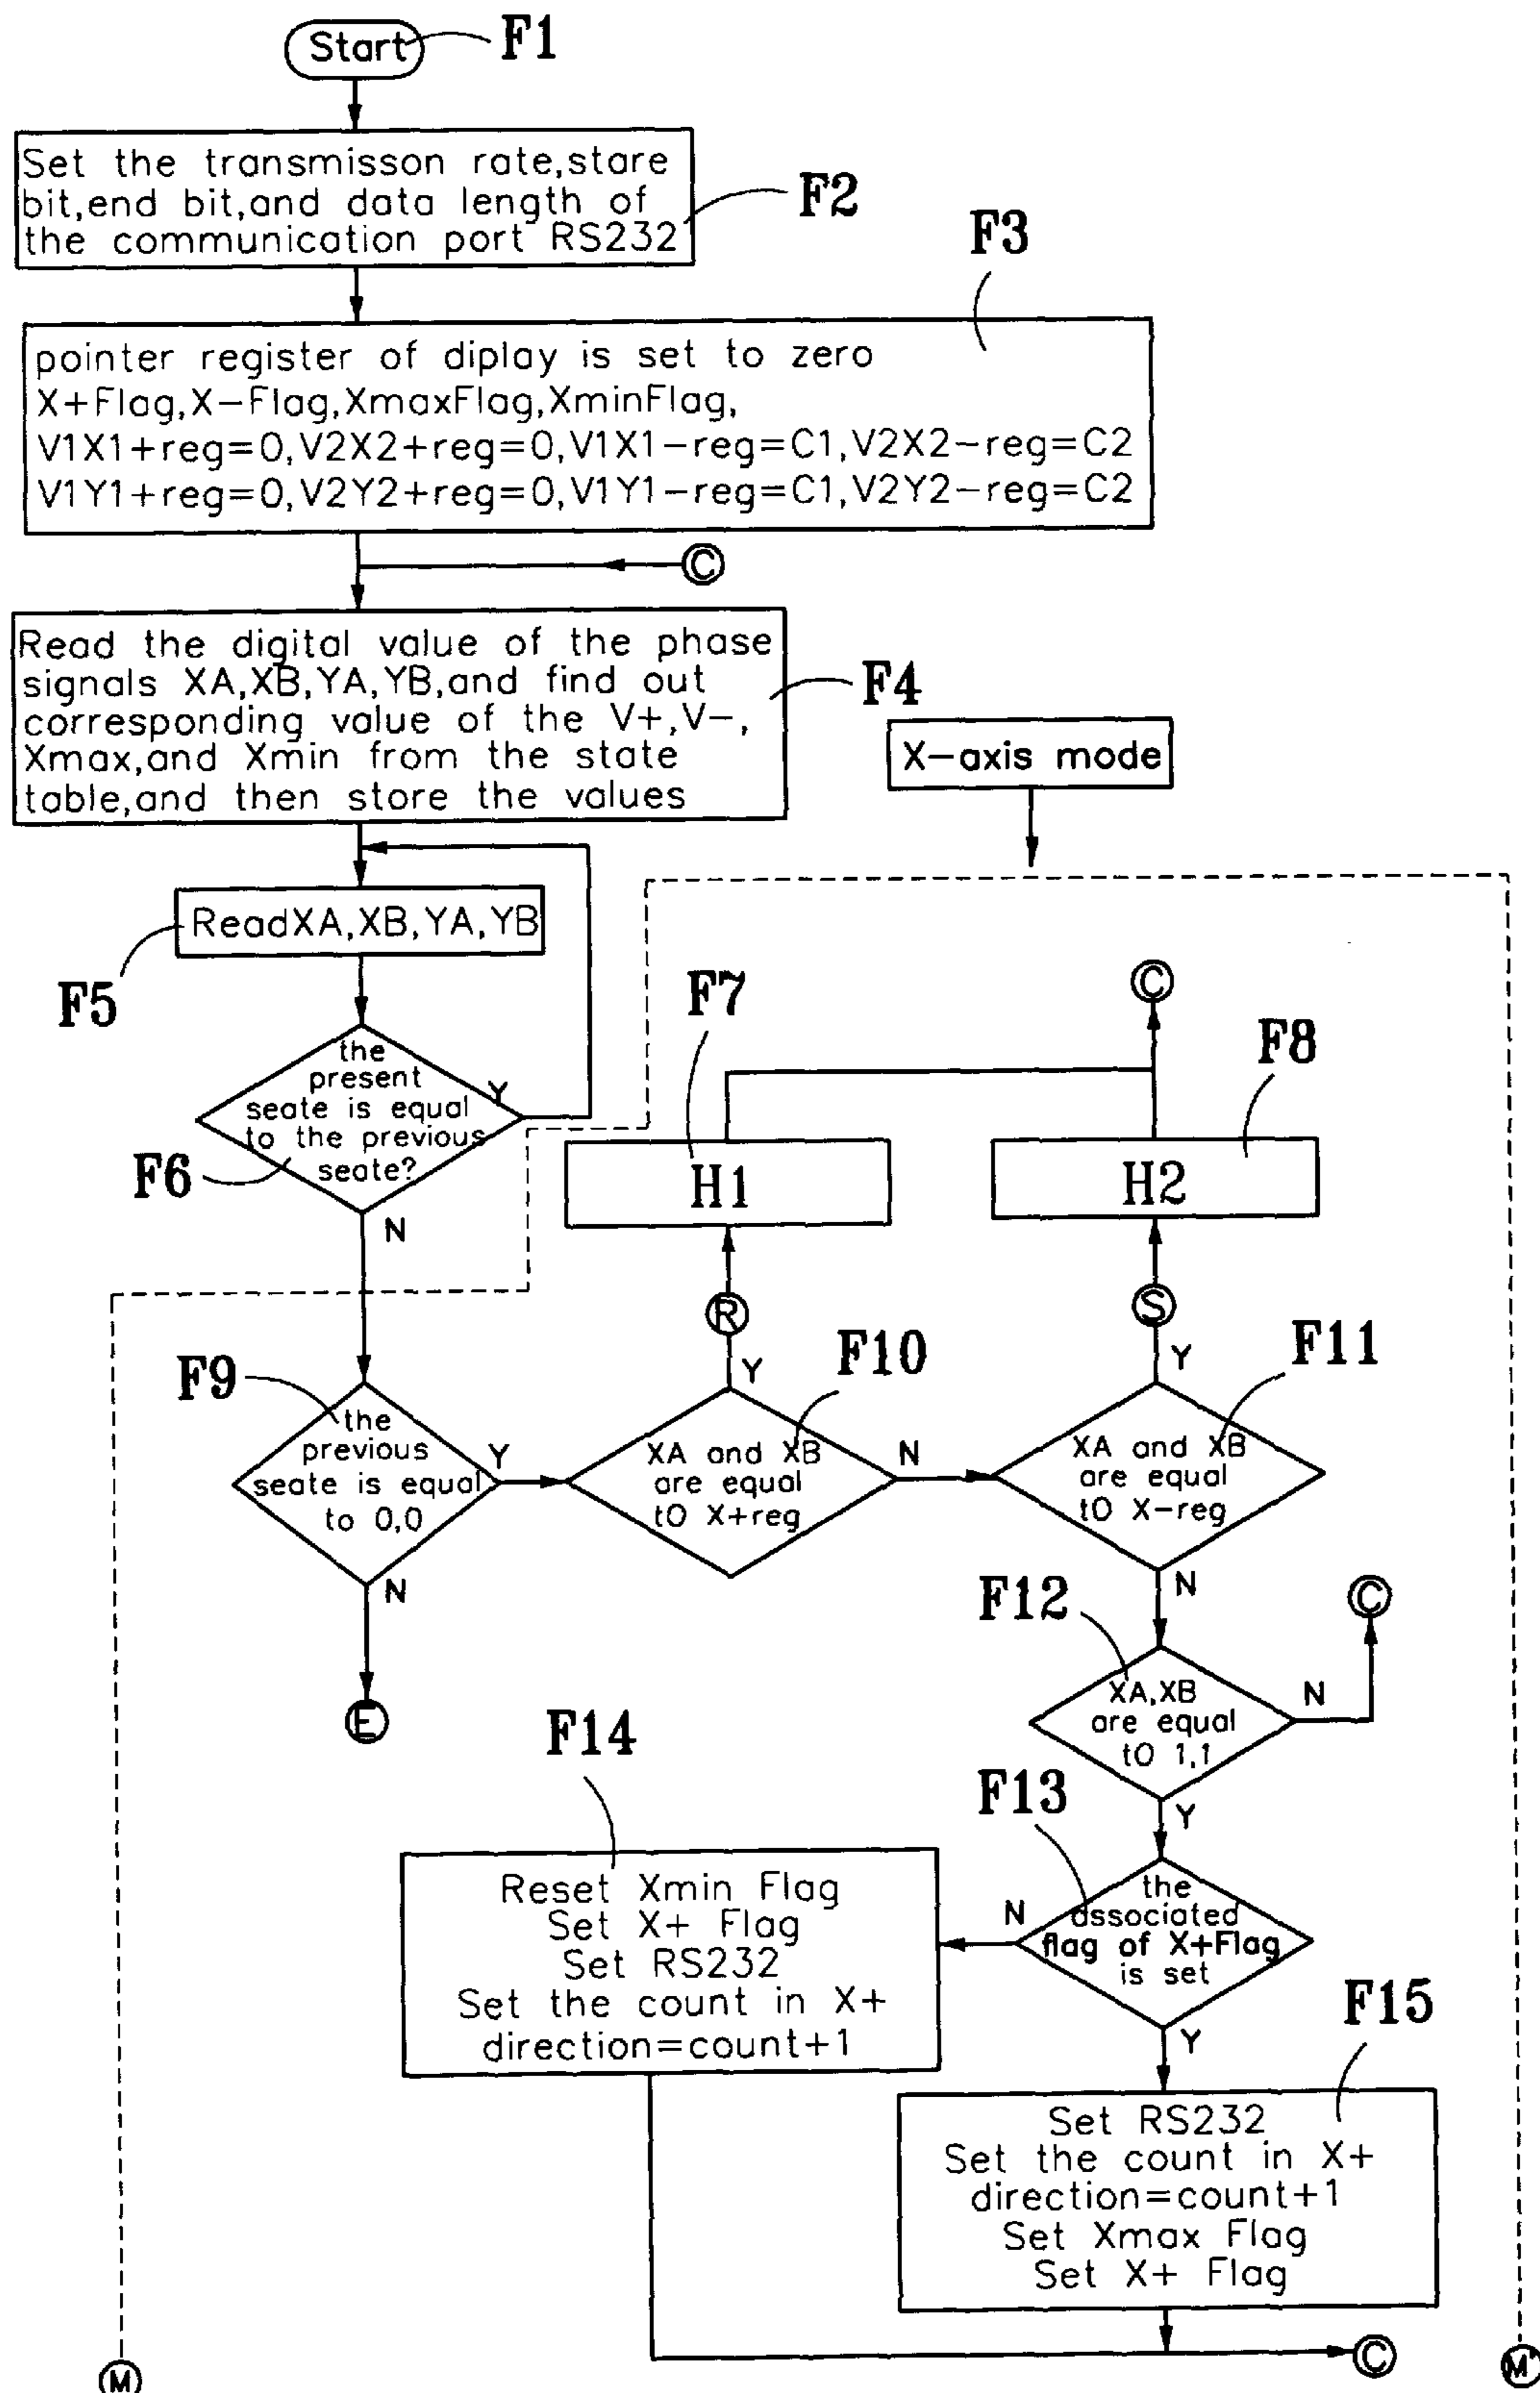 Start
F1
Set the transmisson rate,stare
bit,end bit,and data length of
the communication port RS232
F2
F3
pointer register of diplay is set to zero
X+Flag,X-Flag,XmaxFlag,XminFlag,
V1X1+reg=0,V2X2+reg=0,V1X1-reg=C1,V2X2-reg=C2
V1Y1+reg=0,V2Y2+reg=0,V1Y1-reg=C1,V2Y2-reg=C2
C
Read the digital value of the phase
signals XA,XB,YA,YB,and find out
corresponding value of the V+,V-,
Xmax,and Xmin from the state
table,and then store the values
F4
X-axis mode
ReadXA,XB,YA,YB
F5
the
present
seate is equal
to the previous
seate?
Y
F6
N
F7
C
F8
H1
H2
R
S
F9
the
previous
seate is equal
to 0,0
Y
N
E
Y
F10
XA and XB
are equal
tO X+reg
N
Y
F11
XA and XB
are equal
tO X-reg
N
F12
C
XA,XB
are equal
tO 1,1
N
Y
F13
the
associated
flag of X+Flag
is set
N
Y
F14
Reset Xmin Flag
Set X+ Flag
Set RS232
Set the count in X+
direction=count+1
F15
Set RS232
Set the count in X+
direction=count+1
Set Xmax Flag
Set X+ Flag
C
M
M'